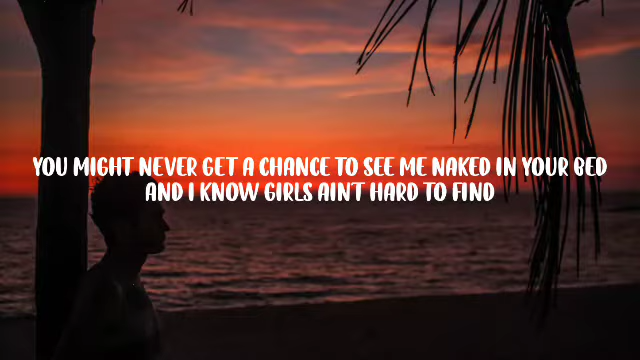 YOU MIGHT NEVER GET A CHANCE TO SEE ME NAKED IN YOUR BED
AND I KNOW GIRLS AIN'T HARD TO FIND